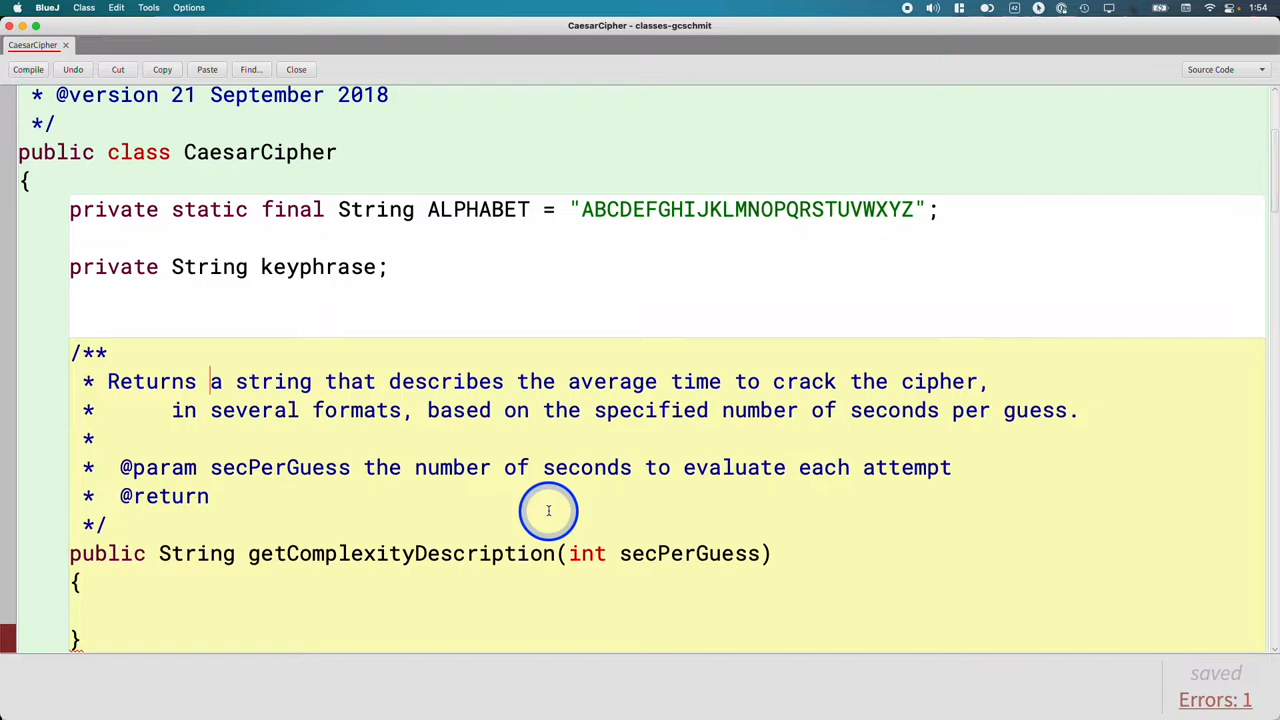 BlueJ Class Edit Tools Options 1:54
CaesarCipher - classes-gcschmit
CaesarCipher ×
Compile Undo Cut Copy Paste Find... Close Source Code
* @version 21 September 2018
*/
public class CaesarCipher
{
private static final String ALPHABET = "ABCDEFGHIJKLMNOPQRSTUVWXYZ";
private String keyphrase;
/**
* Returns a string that describes the average time to crack the cipher,
* in several formats, based on the specified number of seconds per guess.
*
* @param secPerGuess the number of seconds to evaluate each attempt
* @return
*/
public String getComplexityDescription(int secPerGuess)
{
}
saved
Errors: 1